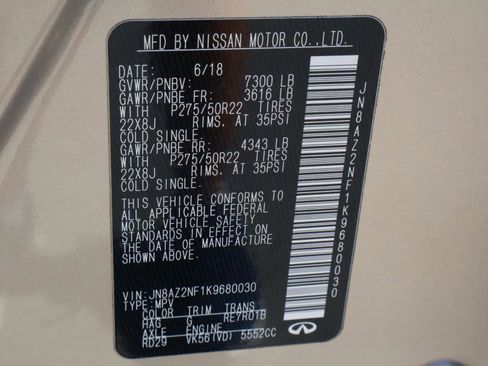 MFD BY NISSAN MOTOR CO.,LTD.
DATE: 6/18
GVWR/PNBV: 7300 LB
GAWR/PNBE FR: 3616 LB
WITH P275/50R22 TIRES
22X8J RIMS, AT 35PSI
COLD SINGLE.
GAWR/PNBE RR: 4343 LB
WITH P275/50R22 TIRES
22X8J RIMS, AT 35PSI
COLD SINGLE.
THIS VEHICLE CONFORMS TO
ALL APPLICABLE FEDERAL
MOTOR VEHICLE SAFETY
STANDARDS IN EFFECT ON
THE DATE OF MANUFACTURE
SHOWN ABOVE.
VIN: JN8AZ2NF1K9680030
TYPE: MPV
COLOR TRIM TRANS
HAG G RE7R01B
AXLE ENGINE
RD29 VK56(VD) 5552CC
JN8AZ2NF1K9680030